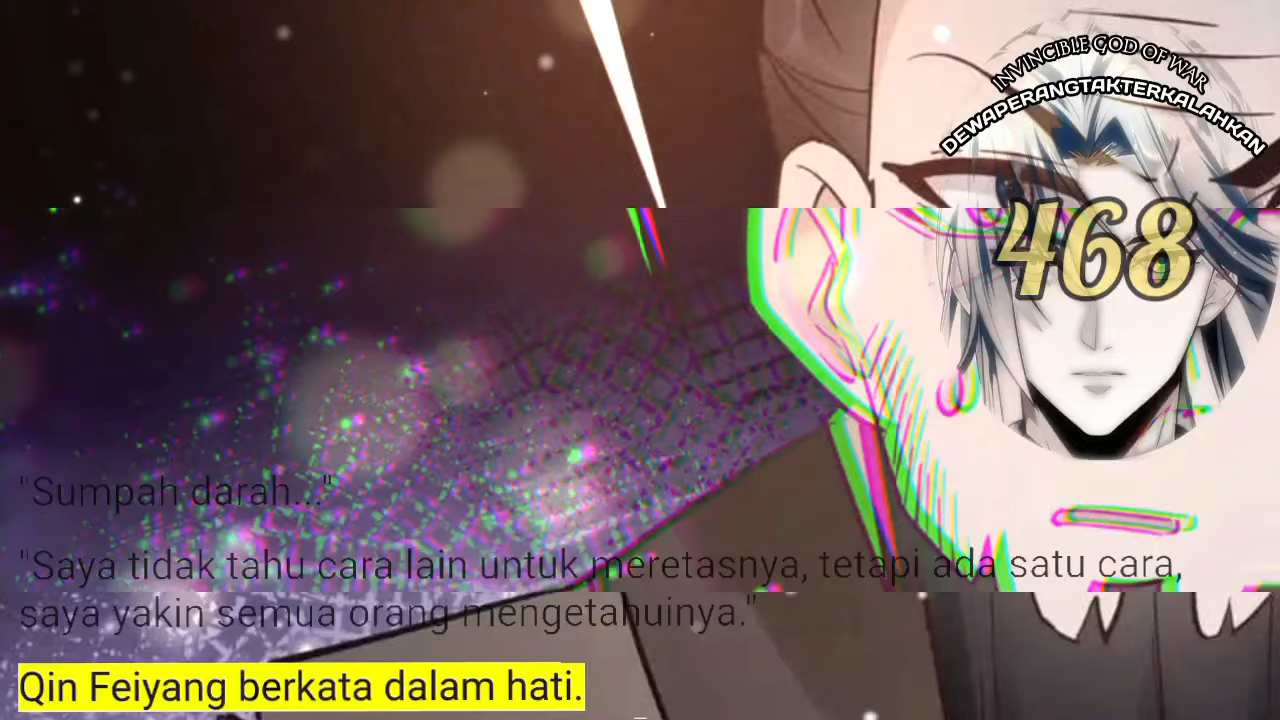 INVINCIBLE GOD OF WAR
DEWAPERANGTAKTERKALAHKAN
468
"Sumpah darah..."
"Saya tidak tahu cara lain untuk meretasnya, tetapi ada satu cara,
saya yakin semua orang mengetahuinya."
Qin Feiyang berkata dalam hati.